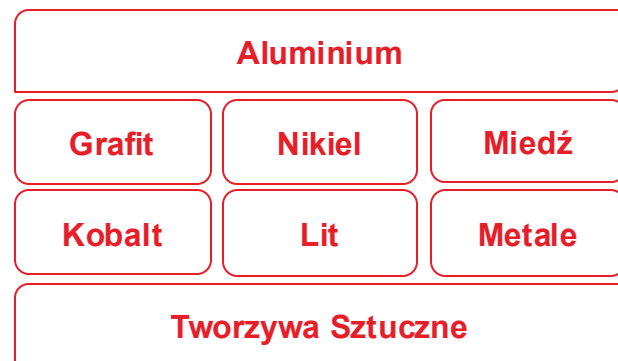 Aluminium
Grafit Nikiel Miedź
Kobalt Lit Metale
Tworzywa Sztuczne